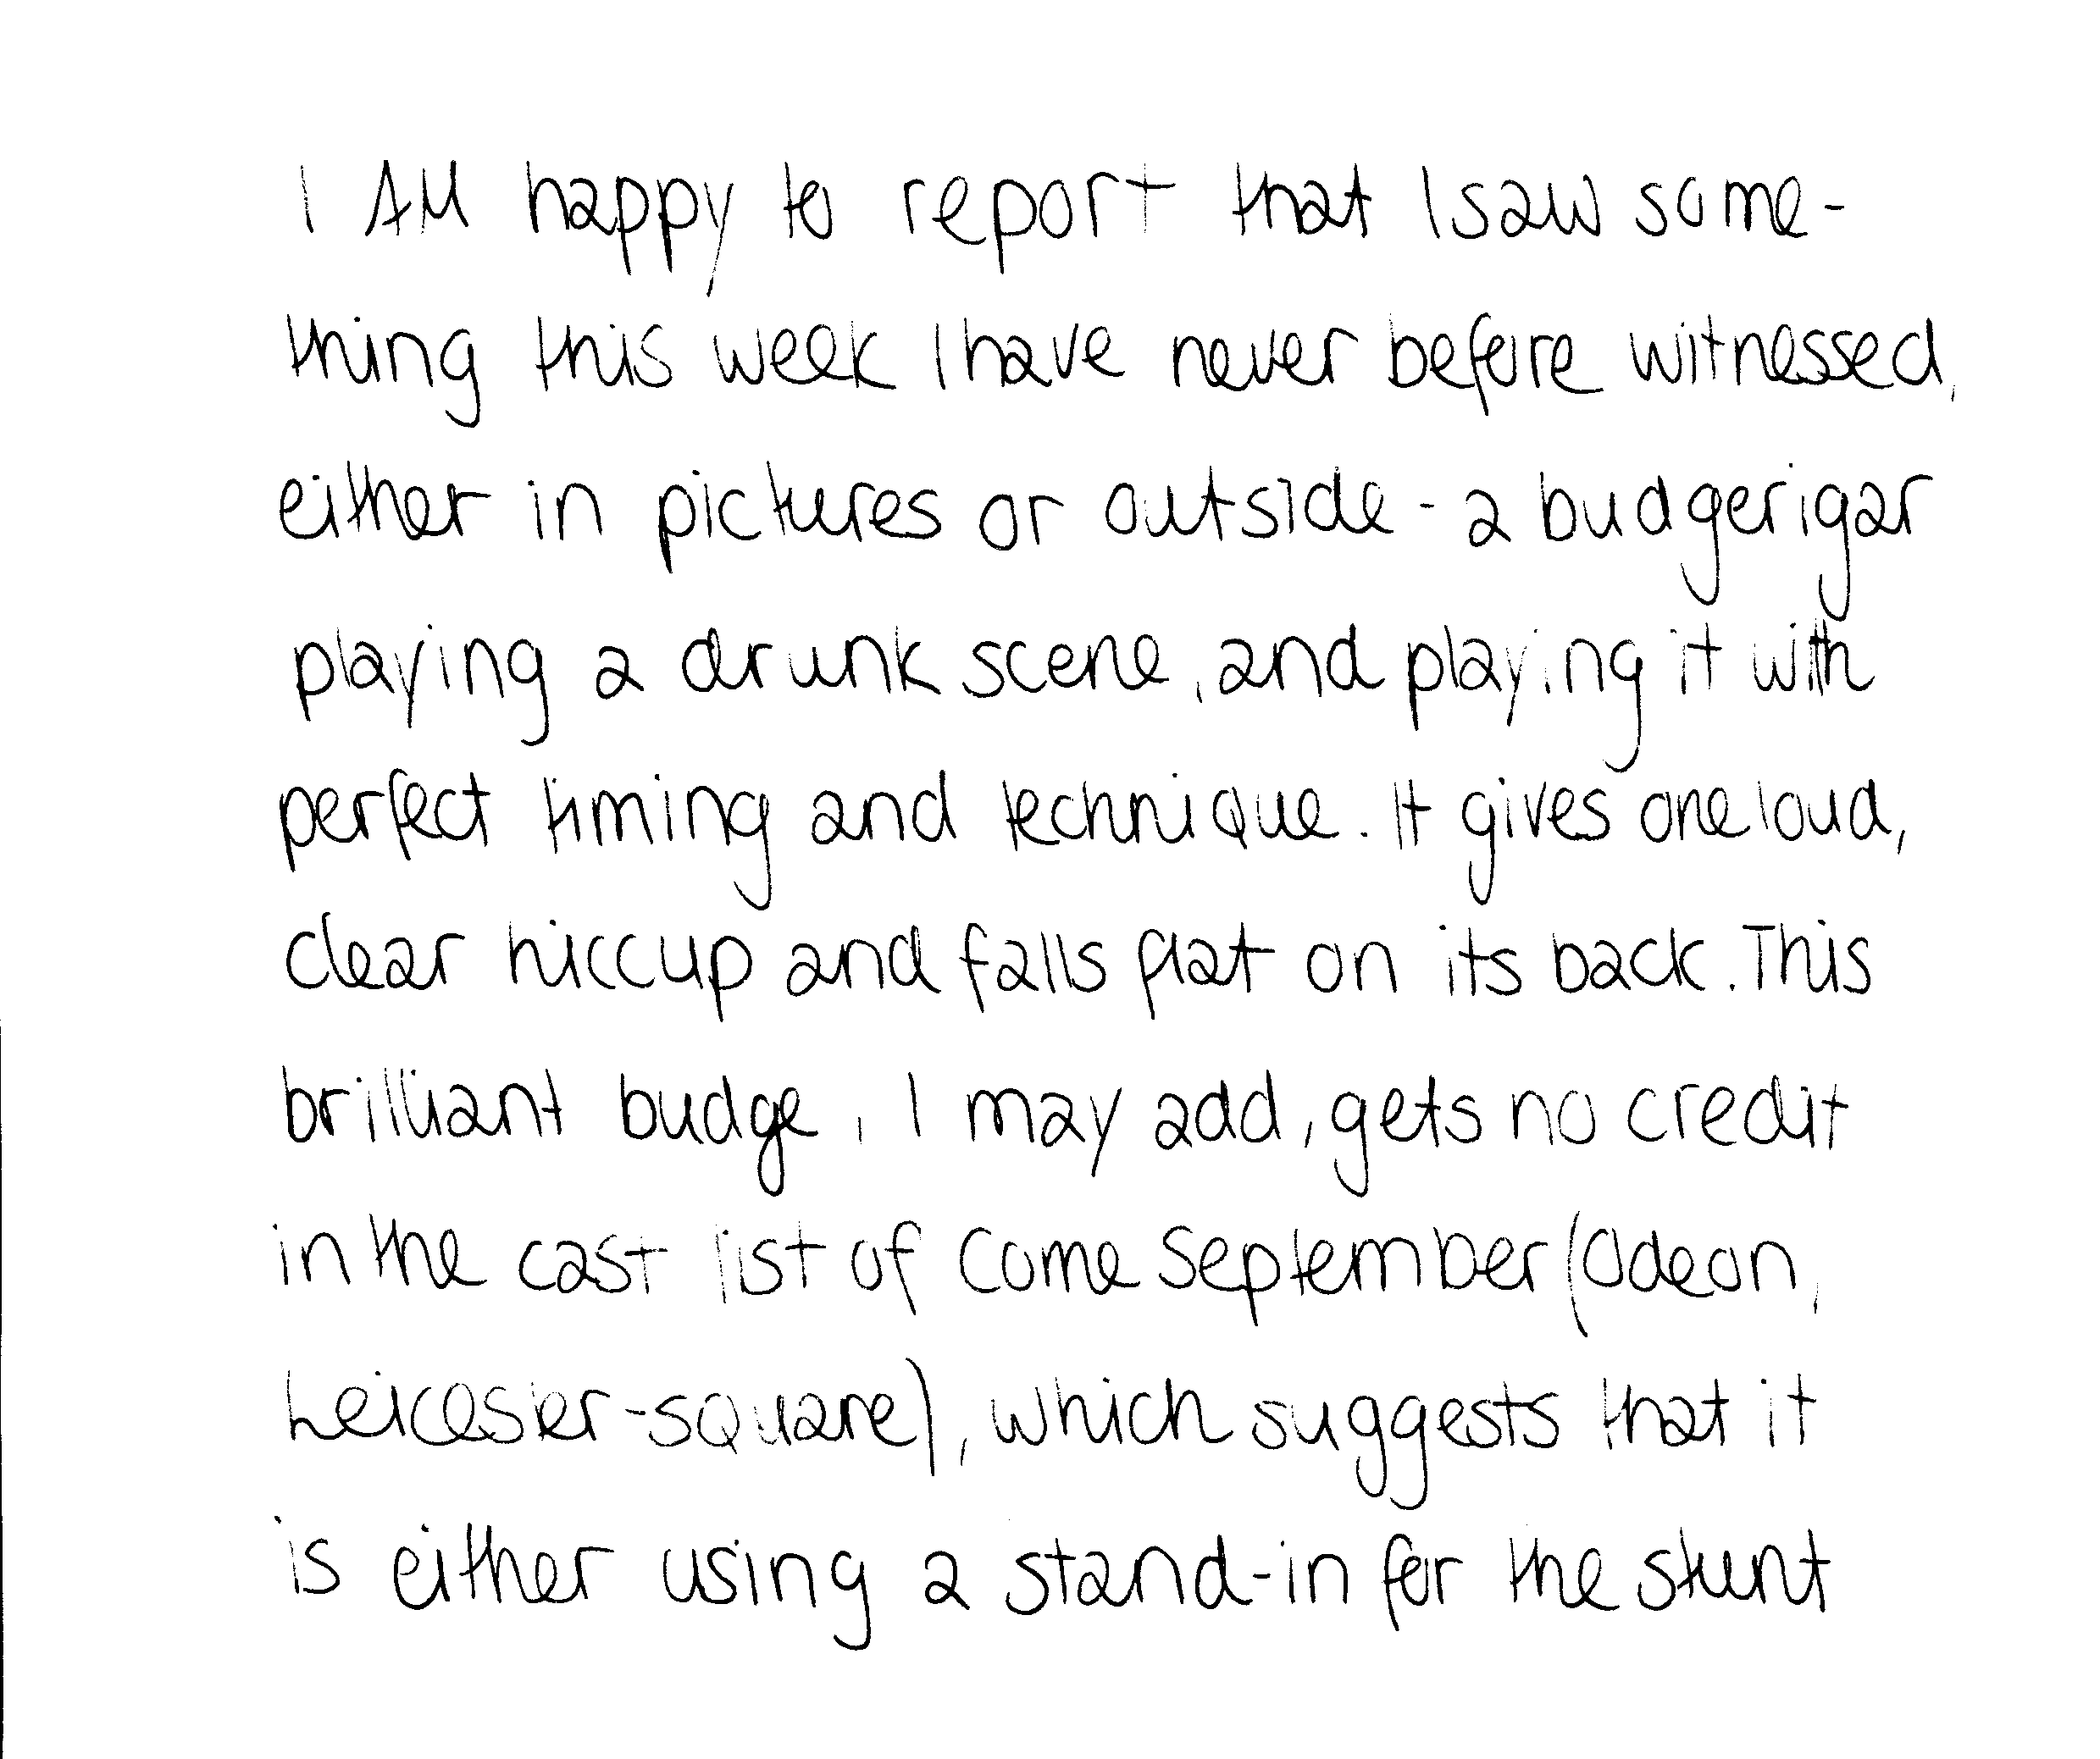 I AM happy to report that I saw some-
thing this week I have never before witnessed,
either in pictures or outside - a budgerigar
playing a drunk scene, and playing it with
perfect timing and technique. It gives one loud,
clear hiccup and falls flat on its back. This
brilliant budge, I may add, gets no credit
in the cast list of Come September (Odeon,
Leicester-square), which suggests that it
is either using a stand-in for the stunt